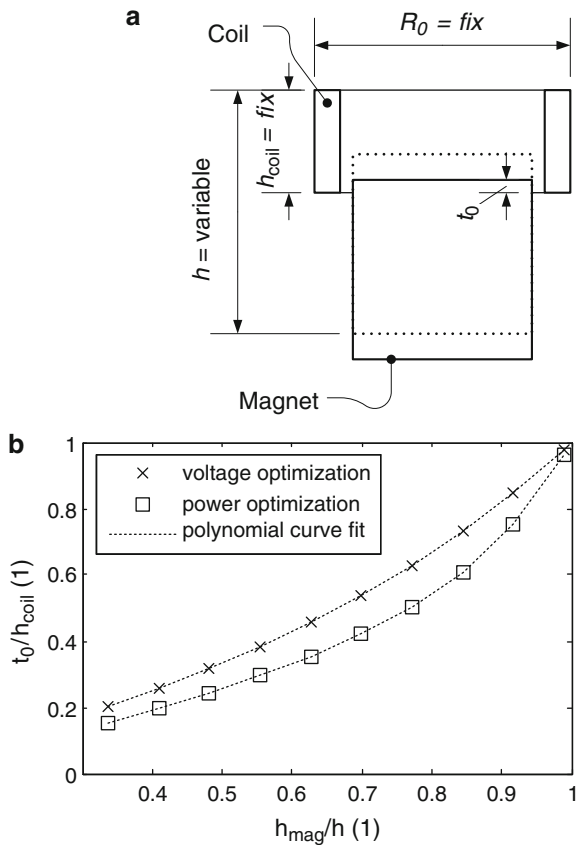 a
Coil
R0 = fix
hcoil = fix
h = variable
t0
Magnet
b
voltage optimization
power optimization
polynomial curve fit
t0/hcoil (1)
1
0.8
0.6
0.4
0.2
0
0.4 0.5 0.6 0.7 0.8 0.9 1
hmag/h (1)